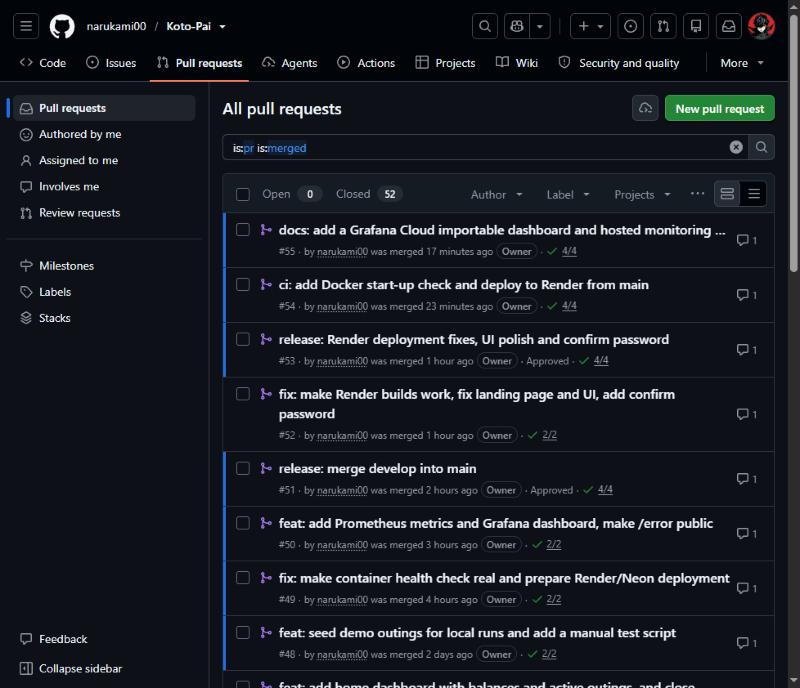 narukami00 / Koto-Pai
Code Issues Pull requests Agents Actions Projects Wiki Security and quality More
Pull requests
Authored by me
Assigned to me
Involves me
Review requests
Milestones
Labels
Stacks
Feedback
Collapse sidebar
All pull requests
New pull request
is:pr is:merged
Open 0 Closed 52 Author Label Projects
docs: add a Grafana Cloud importable dashboard and hosted monitoring ...
1
#55 · by narukami00 was merged 17 minutes ago Owner · 4/4
ci: add Docker start-up check and deploy to Render from main
1
#54 · by narukami00 was merged 23 minutes ago Owner · 4/4
release: Render deployment fixes, UI polish and confirm password
1
#53 · by narukami00 was merged 1 hour ago Owner · Approved · 4/4
fix: make Render builds work, fix landing page and UI, add confirm
password
1
#52 · by narukami00 was merged 1 hour ago Owner · 2/2
release: merge develop into main
1
#51 · by narukami00 was merged 2 hours ago Owner · Approved · 4/4
feat: add Prometheus metrics and Grafana dashboard, make /error public
1
#50 · by narukami00 was merged 3 hours ago Owner · 2/2
fix: make container health check real and prepare Render/Neon deployment
1
#49 · by narukami00 was merged 4 hours ago Owner · 2/2
feat: seed demo outings for local runs and add a manual test script
1
#48 · by narukami00 was merged 2 days ago Owner · 2/2
feat: add home dashboard with balances and active outings, and close